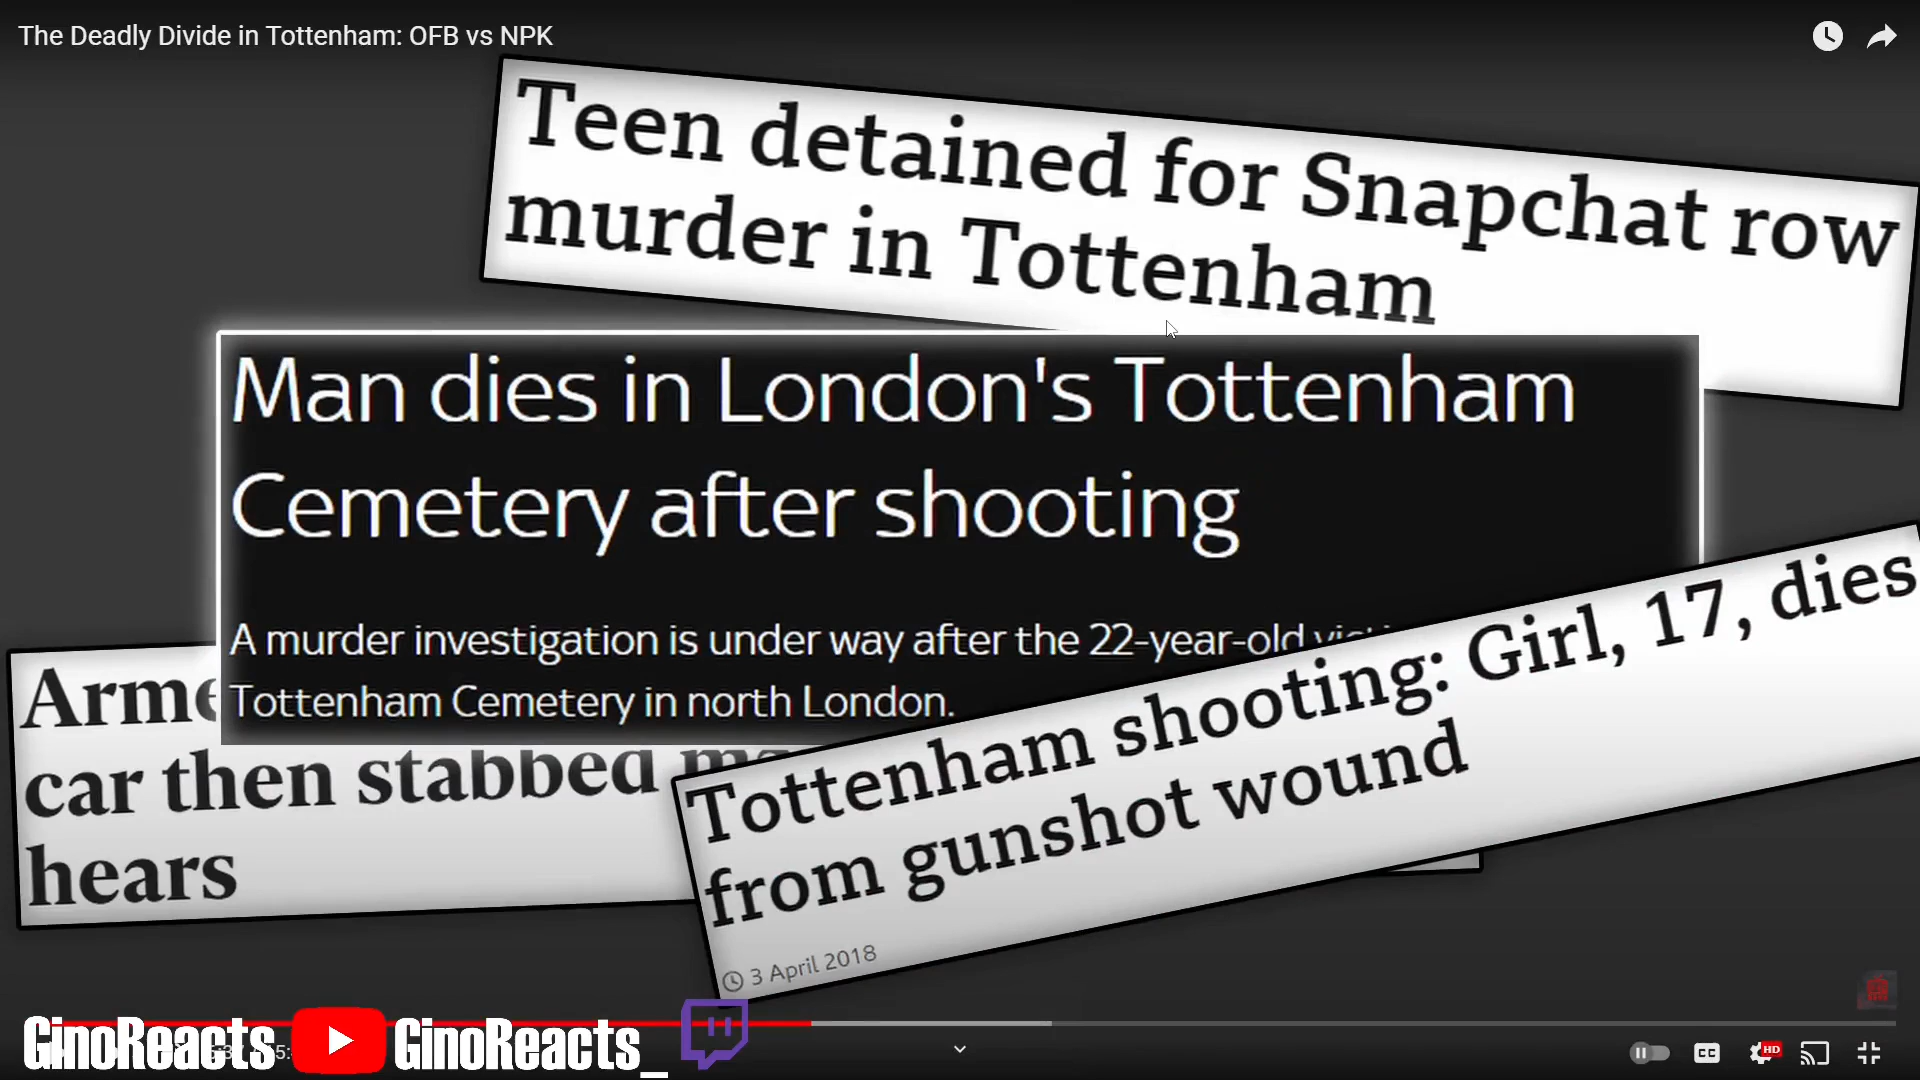 The Deadly Divide in Tottenham: OFB vs NPK
Teen detained for Snapchat row
murder in Tottenham
Man dies in London's Tottenham
Cemetery after shooting
A murder investigation is under way after the 22-year-old
Tottenham Cemetery in north London.
car then stabbed
hears
Tottenham shooting: Girl, 17, dies
from gunshot wound
3 April 2018
GinoReacts GinoReacts_
CC HD